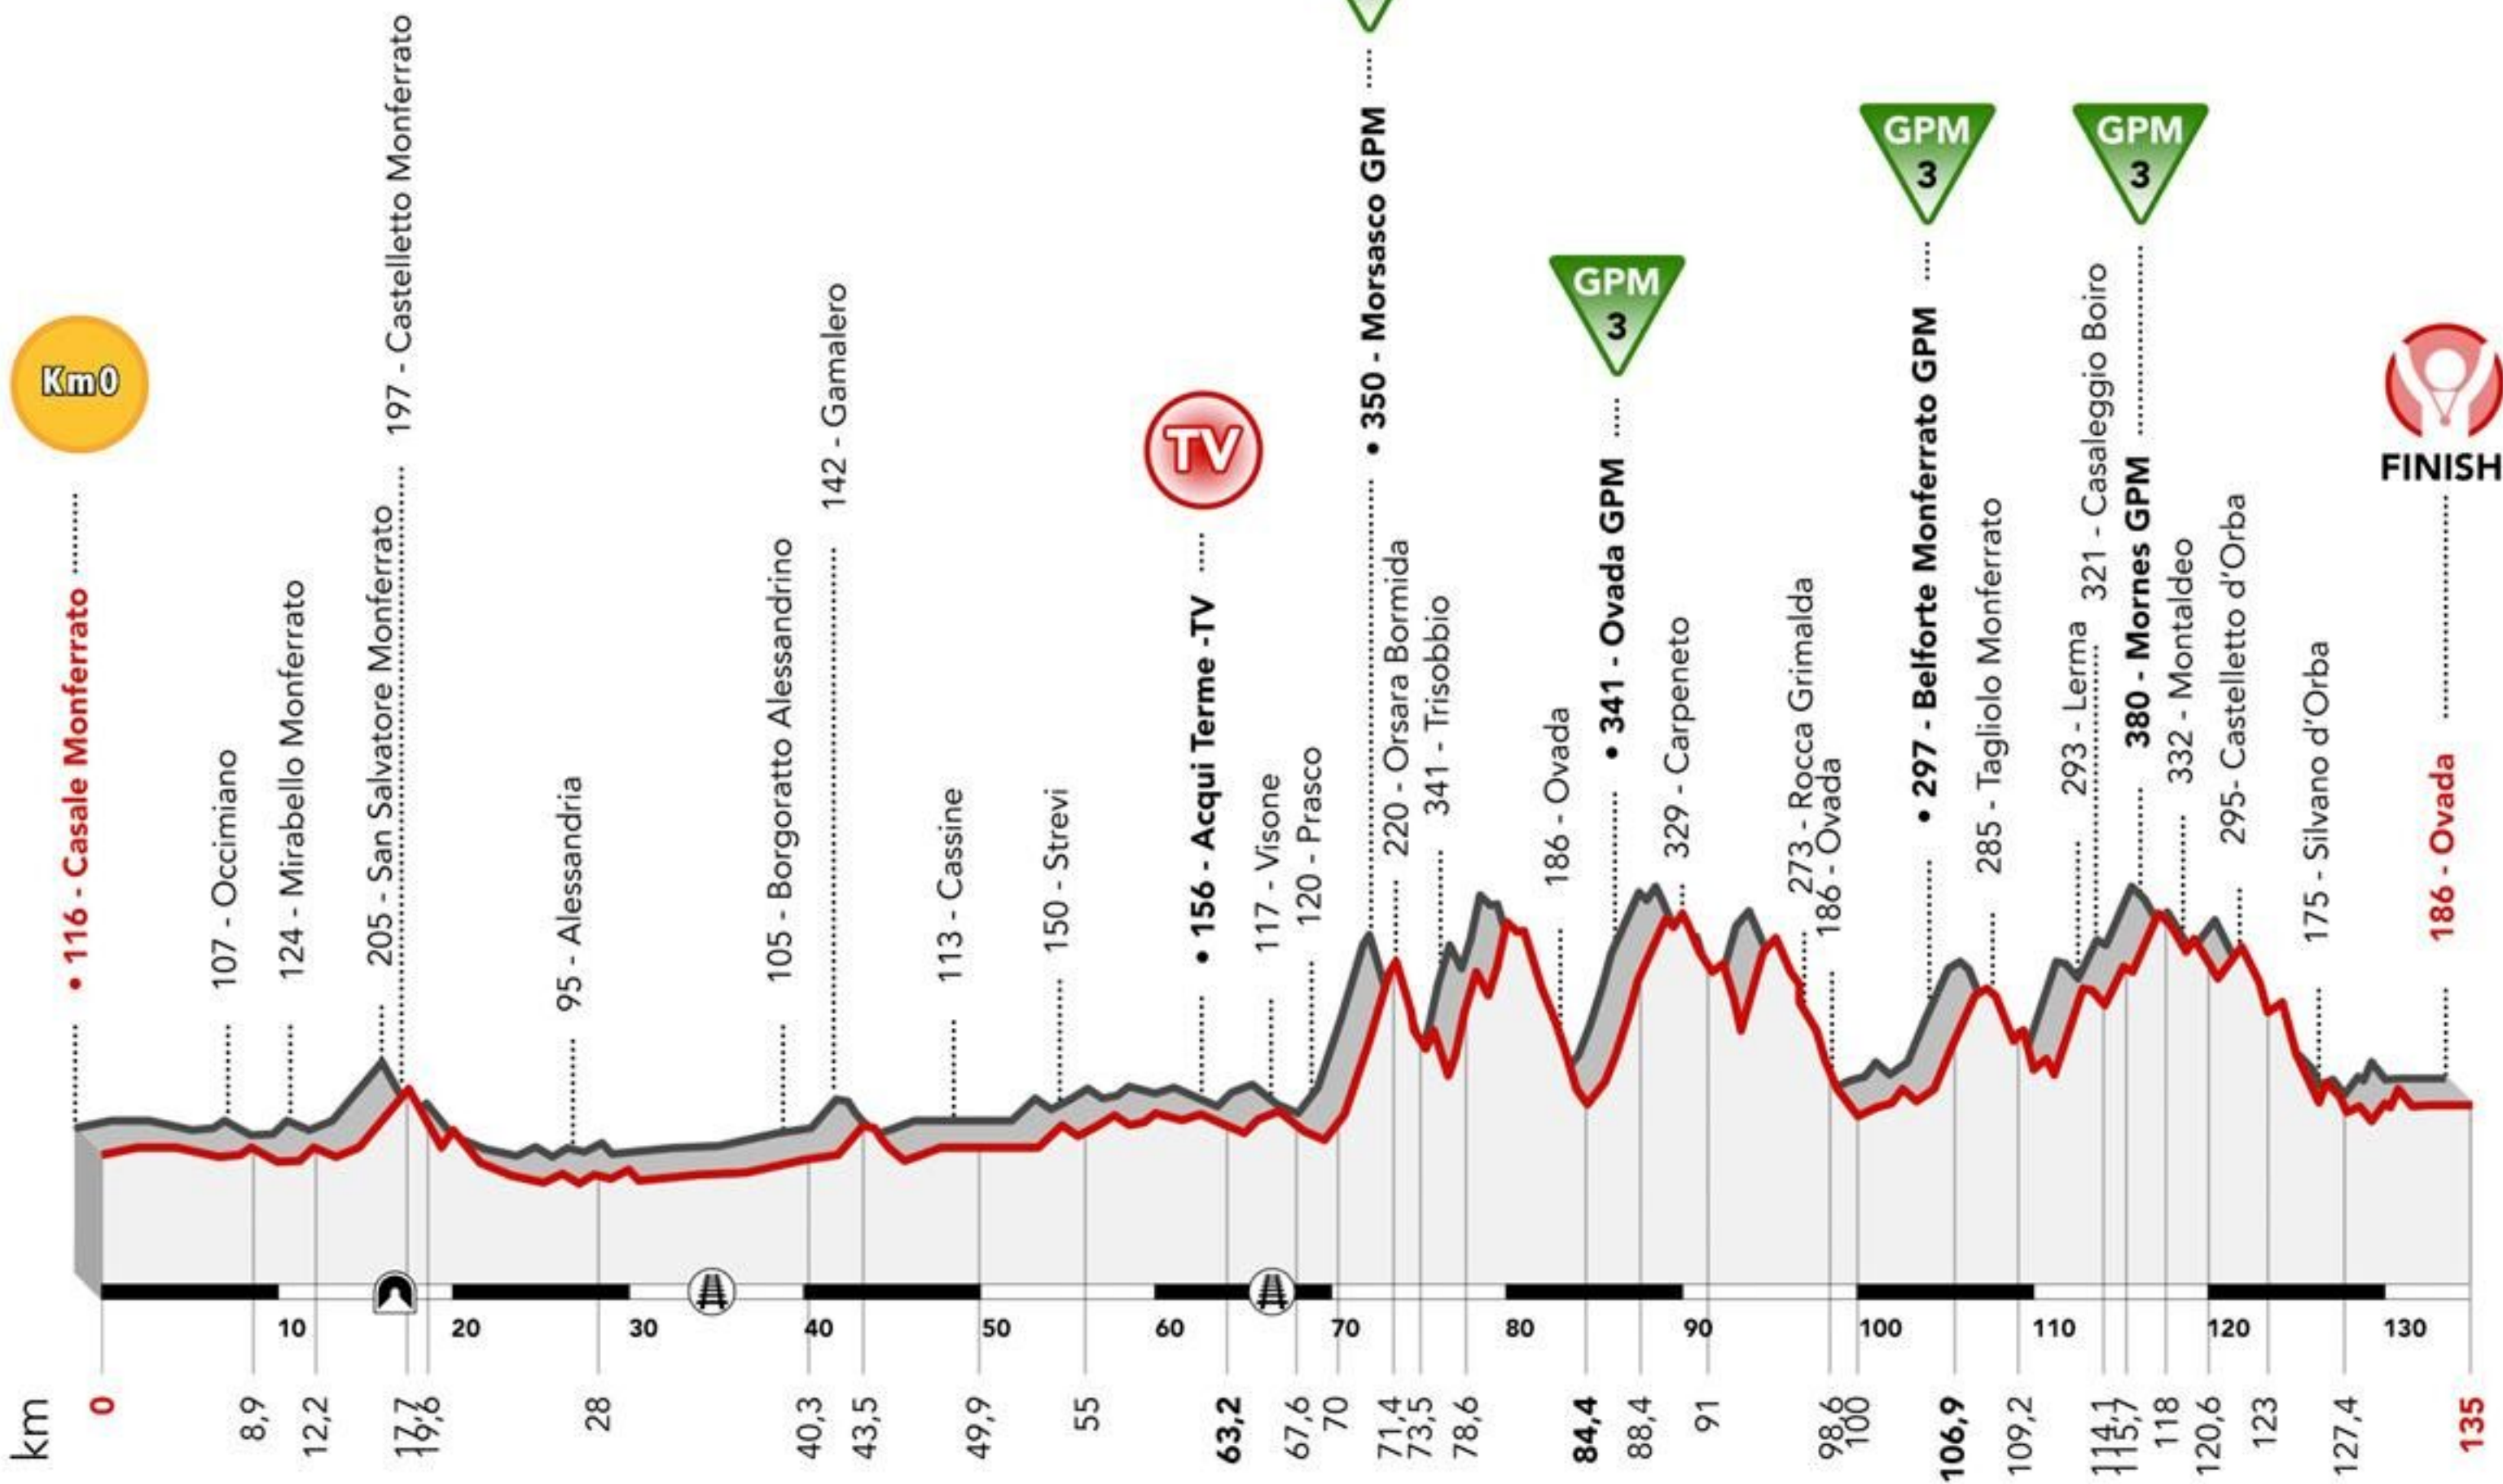 Km0
TV
GPM
3
GPM
3
GPM
3
FINISH
• 116 - Casale Monferrato
107 - Occimiano
124 - Mirabello Monferrato
205 - San Salvatore Monferrato
197 - Castelletto Monferrato
95 - Alessandria
105 - Borgoratto Alessandrino
142 - Gamalero
113 - Cassine
150 - Strevi
• 156 - Acqui Terme -TV
117 - Visone
120 - Prasco
• 350 - Morsasco GPM
220 - Orsara Bormida
341 - Trisobbio
186 - Ovada
• 341 - Ovada GPM
329 - Carpeneto
273 - Rocca Grimalda
186 - Ovada
• 297 - Belforte Monferrato GPM
285 - Tagliolo Monferrato
293 - Lerma
321 - Casaleggio Boiro
380 - Mornes GPM
332 - Montaldeo
295- Castelletto d'Orba
175 - Silvano d'Orba
186 - Ovada
10
20
30
40
50
60
70
80
90
100
110
120
130
km
0
8,9
12,2
17,7
19,6
28
40,3
43,5
49,9
55
63,2
67,6
70
71,4
73,5
78,6
84,4
88,4
91
98,6
100
106,9
109,2
114,1
115,7
118
120,6
123
127,4
135